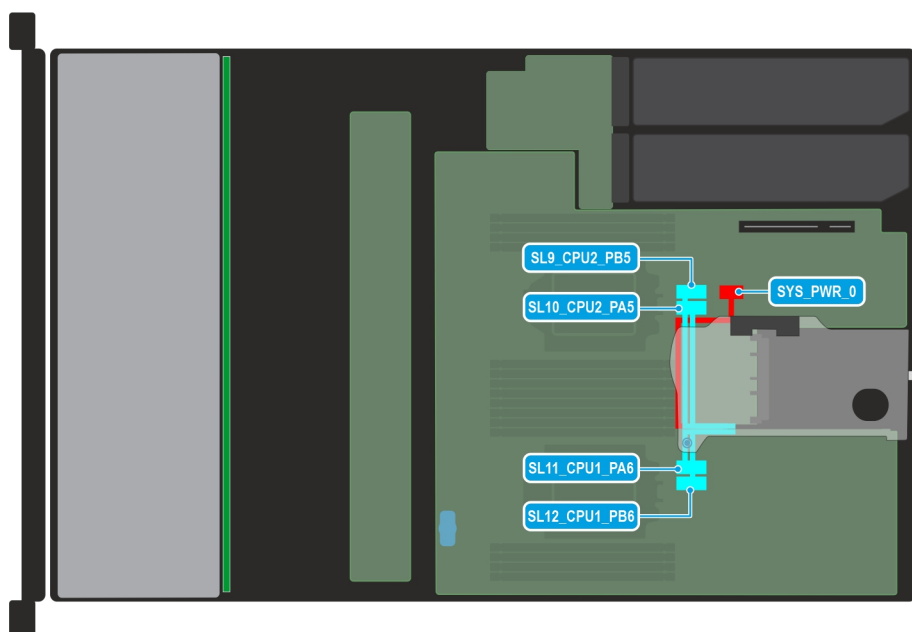 SL9_CPU2_PB5
SYS_PWR_0
SL10_CPU2_PA5
SL11_CPU1_PA6
SL12_CPU1_PB6